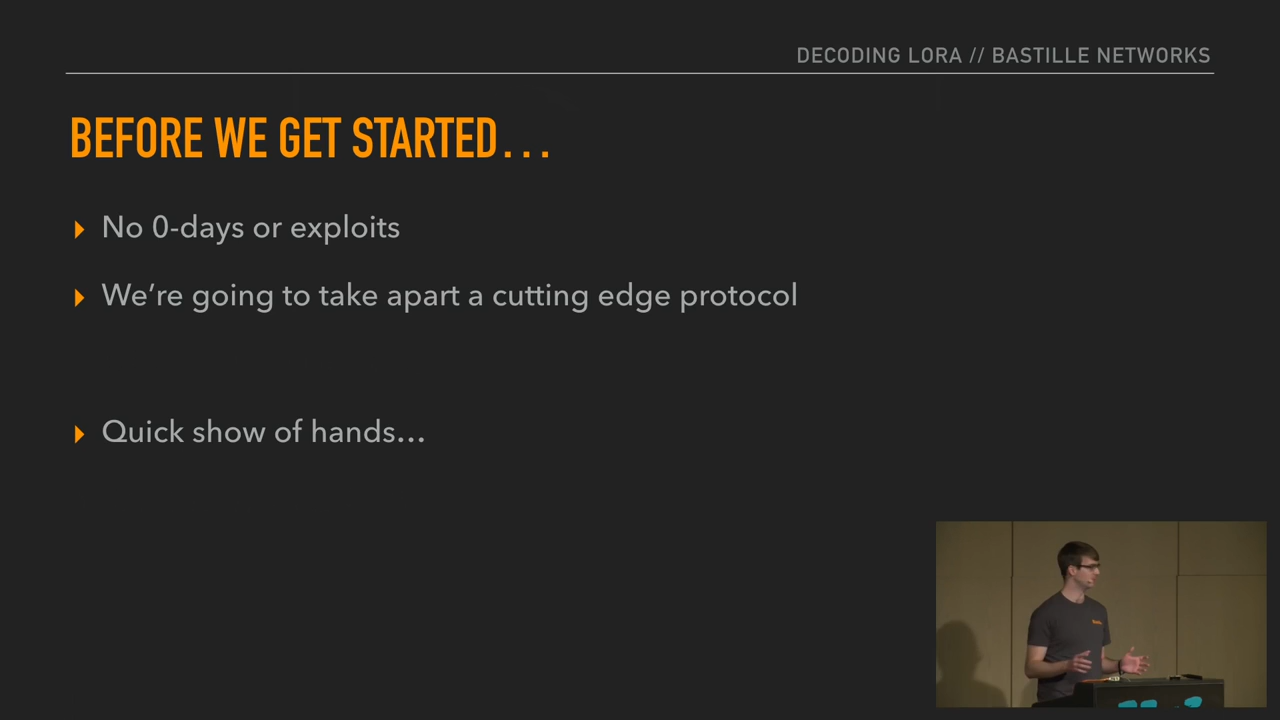 DECODING LORA // BASTILLE NETWORKS
BEFORE WE GET STARTED...
No 0-days or exploits
We're going to take apart a cutting edge protocol
Quick show of hands...